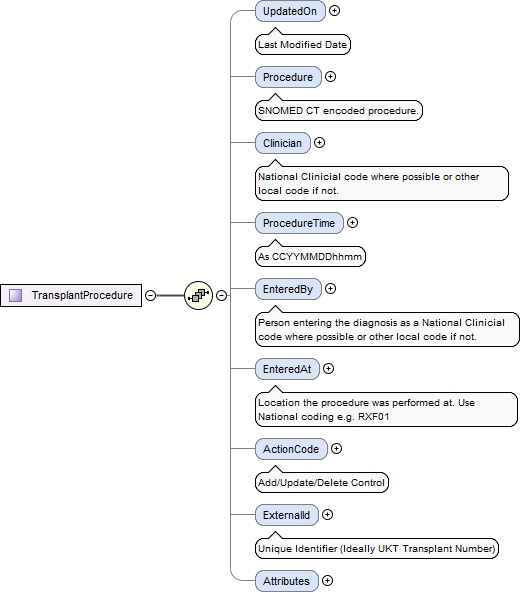 UpdatedOn
Last Modified Date
Procedure
SNOMED CT encoded procedure.
Clinician
National Clinicial code where possible or other
local code if not.
ProcedureTime
As CCYYMMDDhhmm
TransplantProcedure
EnteredBy
Person entering the diagnosis as a National Clinicial
code where possible or other local code if not.
EnteredAt
Location the procedure was performed at. Use
National coding e.g. RXF01
ActionCode
Add/Update/Delete Control
ExternalId
Unique Identifier (Ideally UKT Transplant Number)
Attributes